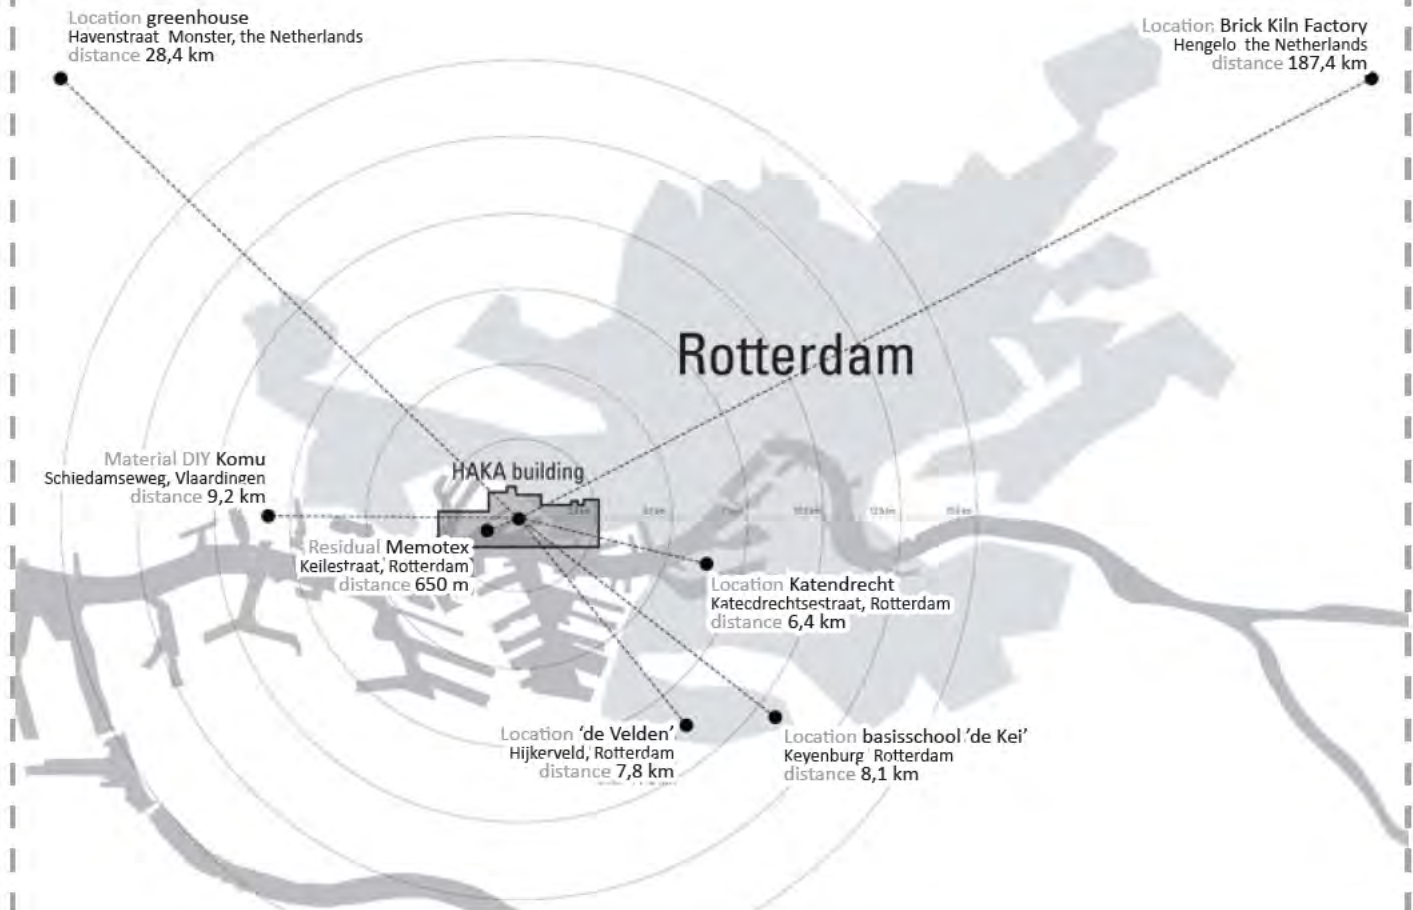 Location greenhouse
Havenstraat Monster, the Netherlands
distance 28,4 km
Location Brick Kiln Factory
Hengelo the Netherlands
distance 187,4 km
Rotterdam
Material DIY Komu
Schiedamseweg, Vlaardingen
distance 9,2 km
HAKA building
Residual Memotex
Keilestraat, Rotterdam
distance 650 m
Location Katendrecht
Katecdrechtsestraat, Rotterdam
distance 6,4 km
Location 'de Velden'
Hijkerveld, Rotterdam
distance 7,8 km
Location basisschool 'de Kei'
Keyenburg Rotterdam
distance 8,1 km